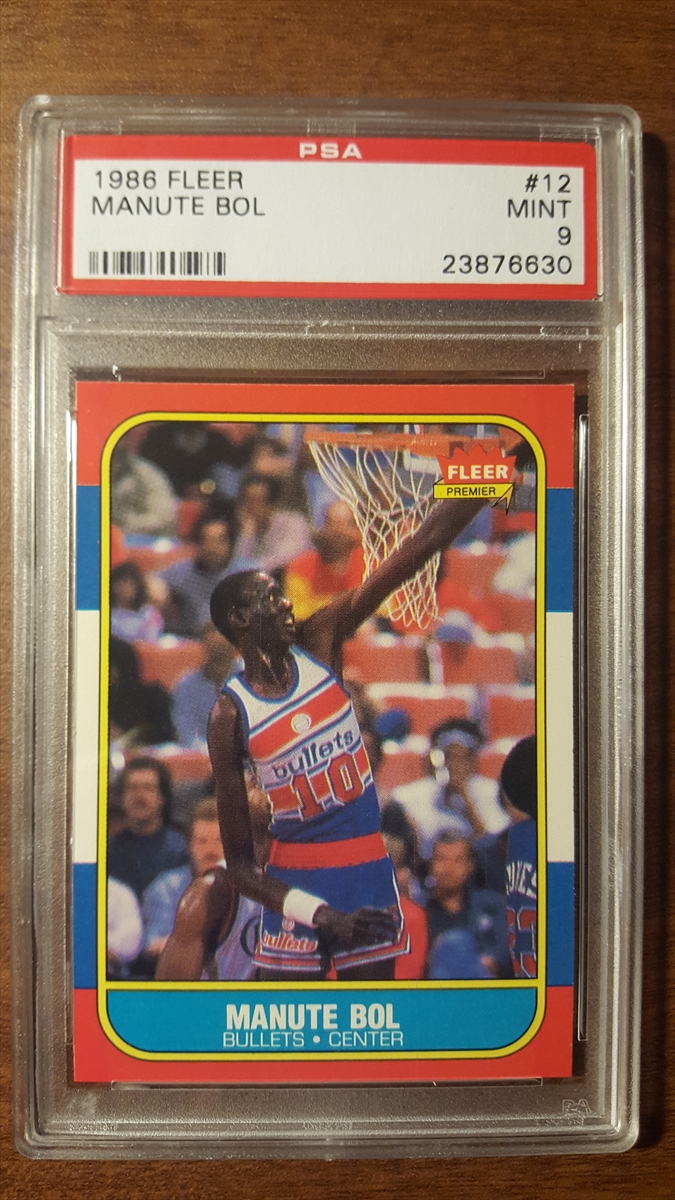 PSA
1986 FLEER #12
MANUTE BOL MINT
9
23876630
FLEER
PREMIER
bullets
10
bullets
MANUTE BOL
BULLETS • CENTER